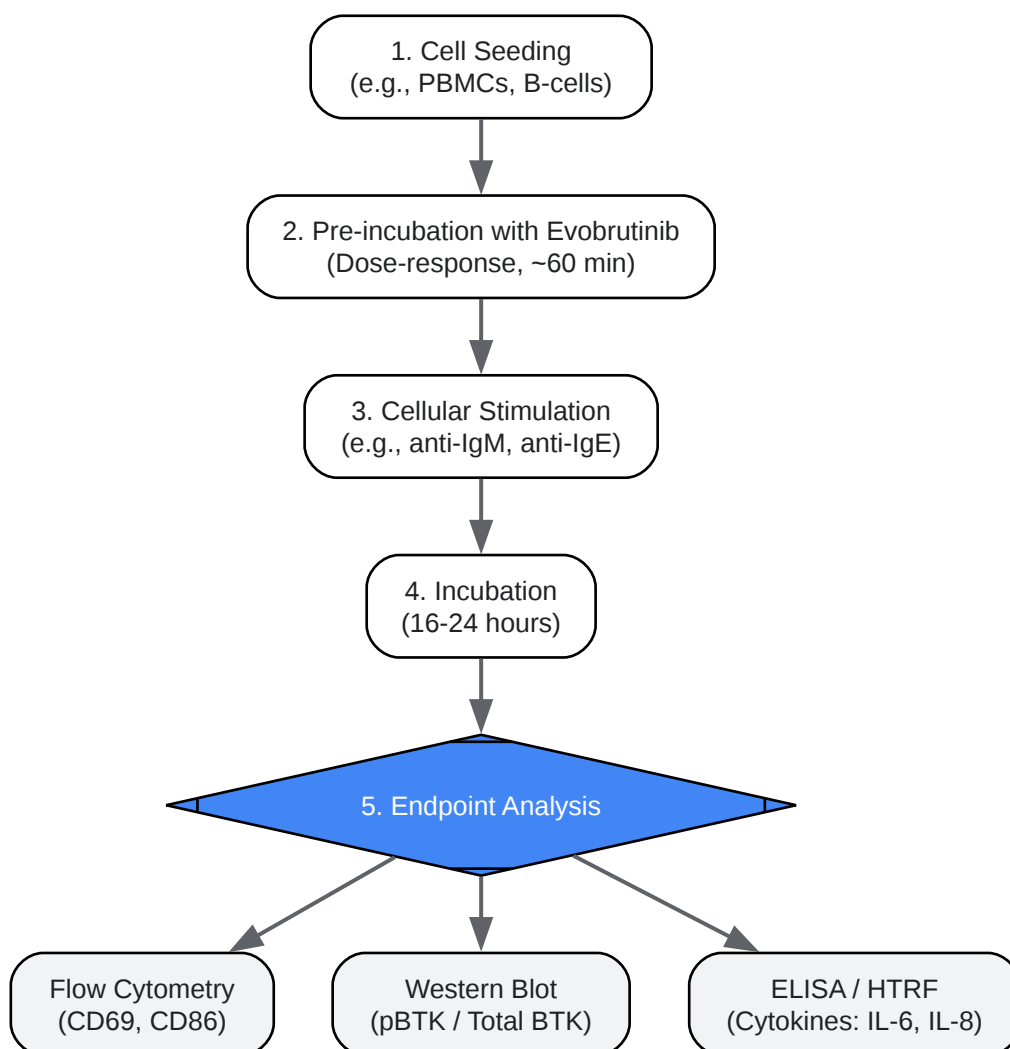 1. Cell Seeding
(e.g., PBMCs, B-cells)
2. Pre-incubation with Evobrutinib
(Dose-response, ~60 min)
3. Cellular Stimulation
(e.g., anti-IgM, anti-IgE)
4. Incubation
(16-24 hours)
5. Endpoint Analysis
Flow Cytometry
(CD69, CD86)
Western Blot
(pBTK / Total BTK)
ELISA / HTRF
(Cytokines: IL-6, IL-8)